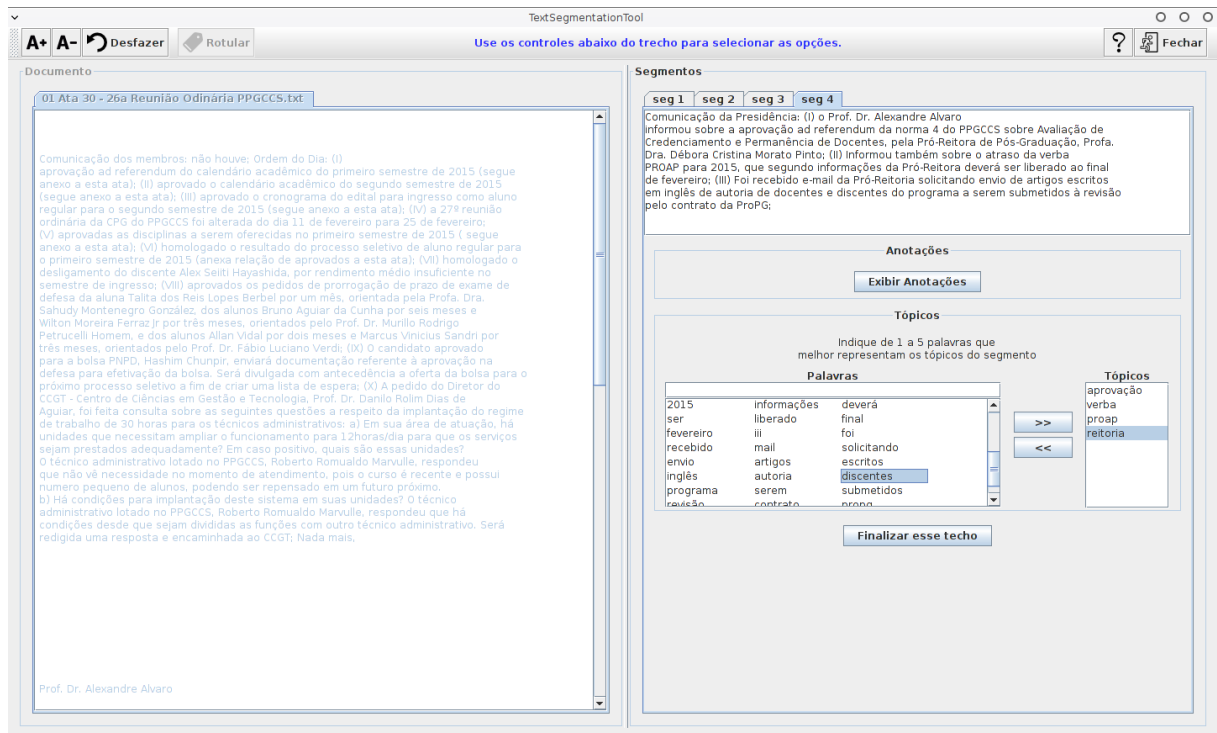 TextSegmentationTool
A+ A- Desfazer Rotular Use os controles abaixo do trecho para selecionar as opções. ? Fechar
Documento
01 Ata 30 - 26a Reunião Odinária PPGCCS.txt
Comunicação dos membros: não houve; Ordem do Dia: (I)
aprovação ad referendum do calendário acadêmico do primeiro semestre de 2015 (segue
anexo a esta ata); (II) aprovado o calendário acadêmico do segundo semestre de 2015
(segue anexo a esta ata); (III) aprovado o cronograma do edital para ingresso como aluno
regular para o segundo semestre de 2015 (segue anexo a esta ata); (IV) a 27ª reunião
ordinária da CPG do PPGCCS foi alterada do dia 11 de fevereiro para 25 de fevereiro;
(V) aprovadas as disciplinas a serem oferecidas no primeiro semestre de 2015 ( segue
anexo a esta ata); (VI) homologado o resultado do processo seletivo de aluno regular para
o primeiro semestre de 2015 (anexa relação de aprovados a esta ata); (VII) homologado o
desligamento do discente Alex Seiiti Hayashida, por rendimento médio insuficiente no
semestre de ingresso; (VIII) aprovados os pedidos de prorrogação de prazo de exame de
defesa da aluna Talita dos Reis Lopes Berbel por um mês, orientada pela Profa. Dra.
Sahudy Montenegro González, dos alunos Bruno Aguiar da Cunha por seis meses e
Wilton Moreira Ferraz Jr por três meses, orientados pelo Prof. Dr. Murillo Rodrigo
Petrucelli Homem, e dos alunos Allan Vidal por dois meses e Marcus Vinicius Sandri por
três meses, orientados pelo Prof. Dr. Fábio Luciano Verdi; (IX) O candidato aprovado
para a bolsa PNPD, Hashim Chunpir, enviará documentação referente à aprovação na
defesa para efetivação da bolsa. Será divulgada com antecedência a oferta da bolsa para o
próximo processo seletivo a fim de criar uma lista de espera; (X) A pedido do Diretor do
CCGT - Centro de Ciências em Gestão e Tecnologia, Prof. Dr. Danilo Rolim Dias de
Aguiar, foi feita consulta sobre as seguintes questões a respeito da implantação do regime
de trabalho de 30 horas para os técnicos administrativos: a) Em sua área de atuação, há
unidades que necessitam ampliar o funcionamento para 12horas/dia para que os serviços
sejam prestados adequadamente? Em caso positivo, quais são essas unidades?
O técnico administrativo lotado no PPGCCS, Roberto Romualdo Marvulle, respondeu
que não vê necessidade no momento de atendimento, pois o curso é recente e possui
numero pequeno de alunos, podendo ser repensado em um futuro próximo.
b) Há condições para implantação deste sistema em suas unidades? O técnico
administrativo lotado no PPGCCS, Roberto Romualdo Marvulle, respondeu que há
condições desde que sejam divididas as funções com outro técnico administrativo. Será
redigida uma resposta e encaminhada ao CCGT; Nada mais,
Prof. Dr. Alexandre Alvaro
Segmentos
seg 1 seg 2 seg 3 seg 4
Comunicação da Presidência: (I) o Prof. Dr. Alexandre Alvaro
informou sobre a aprovação ad referendum da norma 4 do PPGCCS sobre Avaliação de
Credenciamento e Permanência de Docentes, pela Pró-Reitora de Pós-Graduação, Profa.
Dra. Débora Cristina Morato Pinto; (II) Informou também sobre o atraso da verba
PROAP para 2015, que segundo informações da Pró-Reitora deverá ser liberado ao final
de fevereiro; (III) Foi recebido e-mail da Pró-Reitoria solicitando envio de artigos escritos
em inglês de autoria de docentes e discentes do programa a serem submetidos à revisão
pelo contrato da ProPG;
Anotações
Exibir Anotações
Tópicos
Indique de 1 a 5 palavras que
melhor representam os tópicos do segmento
Palavras Tópicos
2015 informações deverá
ser liberado final
fevereiro iii foi
recebido mail solicitando
envio artigos escritos
inglês autoria discentes
programa serem submetidos
revisão contrato propg
>>
<<
aprovação
verba
proap
reitoria
Finalizar esse techo